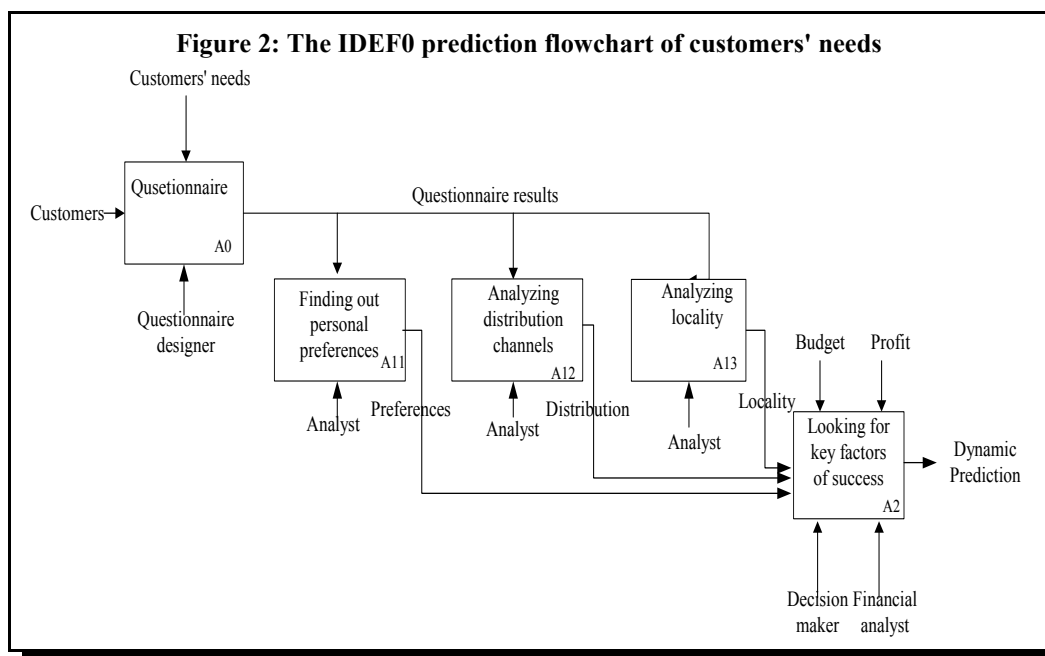 Figure 2: The IDEF0 prediction flowchart of customers' needs
Customers' needs
Qusetionnaire
Customers
A0
Questionnaire results
Questionnaire
designer
Finding out
personal
preferences
A11
Analyzing
distribution
channels
A12
Analyzing
locality
A13
Budget
Profit
Analyst
Preferences
Analyst
Distribution
Analyst
Locality
Looking for
key factors
of success
A2
Dynamic
Prediction
Decision
maker
Financial
analyst